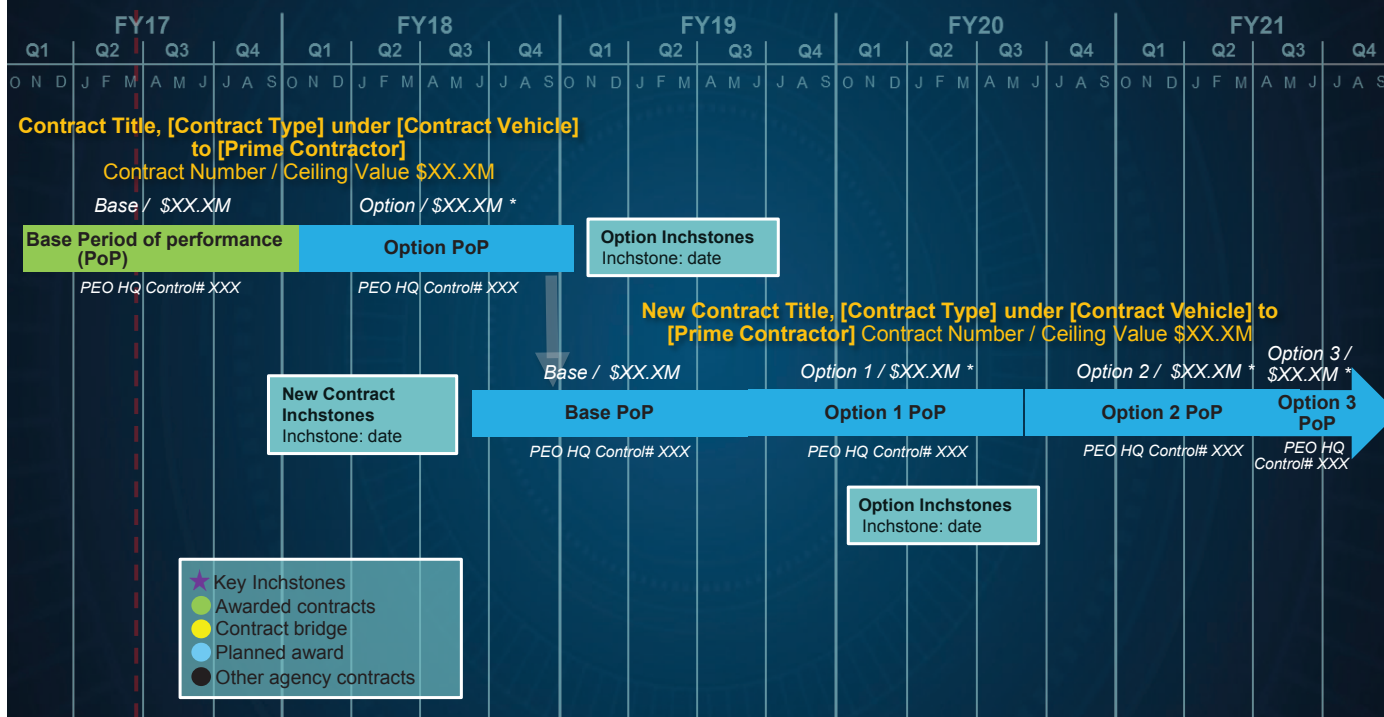 FY17 FY18 FY19 FY20 FY21
Q1 Q2 Q3 Q4 Q1 Q2 Q3 Q4 Q1 Q2 Q3 Q4 Q1 Q2 Q3 Q4 Q1 Q2 Q3 Q4
O N D J F M A M J J A S O N D J F M A M J J A S O N D J F M A M J J A S O N D J F M A M J J A S O N D J F M A M J J A S
Contract Title, [Contract Type] under [Contract Vehicle]
to [Prime Contractor]
Contract Number / Ceiling Value $XX.XM
Base / $XX.XM
Option / $XX.XM *
Base Period of performance
(PoP)
Option PoP
PEO HQ Control# XXX
PEO HQ Control# XXX
Option Inchstones
Inchstone: date
New Contract Title, [Contract Type] under [Contract Vehicle] to
[Prime Contractor] Contract Number / Ceiling Value $XX.XM
New Contract
Inchstones
Inchstone: date
Base / $XX.XM
Option 1 / $XX.XM *
Option 2 / $XX.XM *
Option 3 /
$XX.XM *
Base PoP
Option 1 PoP
Option 2 PoP
Option 3
PoP
PEO HQ Control# XXX
PEO HQ Control# XXX
PEO HQ Control# XXX
PEO HQ
Control# XXX
Option Inchstones
Inchstone: date
Key Inchstones
Awarded contracts
Contract bridge
Planned award
Other agency contracts